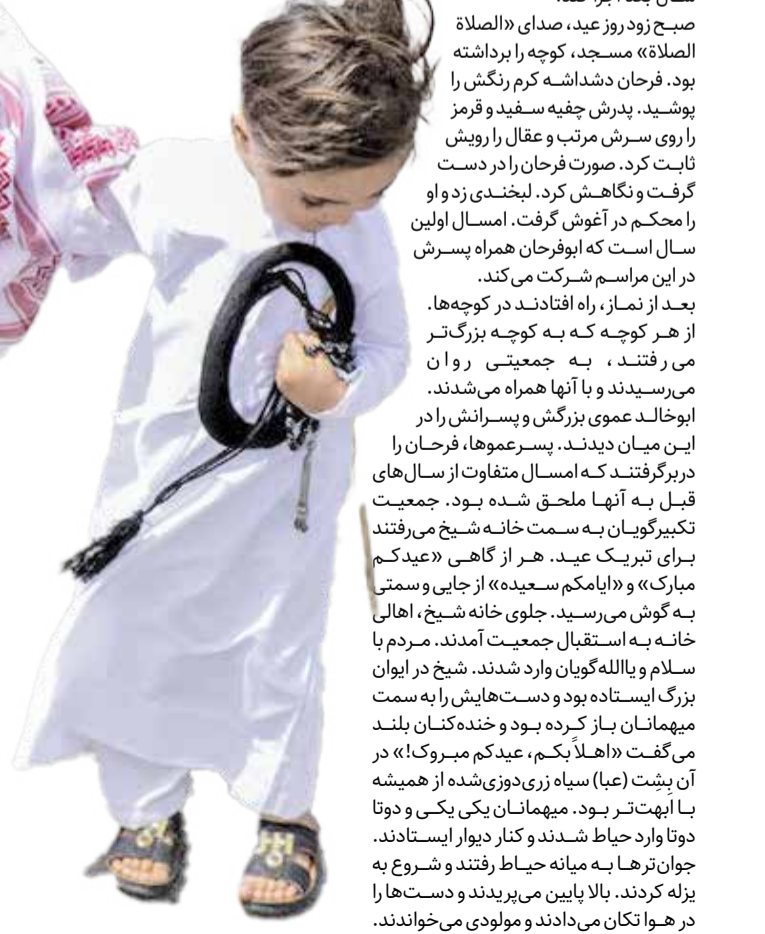 صبح زود روز عید، صدای «الصلاة
الصلاة» مسجد، کوچه را برداشته
بود. فرحان دشداشه کرم رنگش را
پوشید. پدرش چفیه سفید و قرمز
را روی سرش مرتب و عقال را رویش
ثابت کرد. صورت فرحان را در دست
گرفت و نگاهش کرد. لبخندی زد و او
را محکم در آغوش گرفت. امسال اولین
سال است که ابوفرحان همراه پسرش
در این مراسم شرکت می‌کند.
بعد از نماز، راه افتادند در کوچه‌ها.
از هر کوچه که به کوچه بزرگ‌تر
می‌رفتند، به جمعیتی روان
می‌رسیدند و با آنها همراه می‌شدند.
ابوخالد عموی بزرگش و پسرانش را در
این میان دیدند. پسرعموها، فرحان را
دربرگرفتند که امسال متفاوت از سال‌های
قبل به آنها ملحق شده بود. جمعیت
تکبیرگویان به سمت خانه شیخ می‌رفتند
برای تبریک عید. هر از گاهی «عیدکم
مبارک» و «ایامکم سعیده» از جایی و سمتی
به گوش می‌رسید. جلوی خانه شیخ، اهالی
خانه به استقبال جمعیت آمدند. مردم با
سلام و یاالله‌گویان وارد شدند. شیخ در ایوان
بزرگ ایستاده بود و دست‌هایش را به سمت
میهمانان باز کرده بود و خنده‌کنان بلند
می‌گفت «اهلاً بکم، عیدکم مبروک!» در
آن بِشِت (عبا) سیاه زری‌دوزی‌شده از همیشه
با ابهت‌تر بود. میهمانان یکی یکی و دوتا
دوتا وارد حیاط شدند و کنار دیوار ایستادند.
جوان‌ترها به میانه حیاط رفتند و شروع به
یزله کردند. بالا پایین می‌پریدند و دست‌ها را
در هوا تکان می‌دادند و مولودی می‌خواندند.